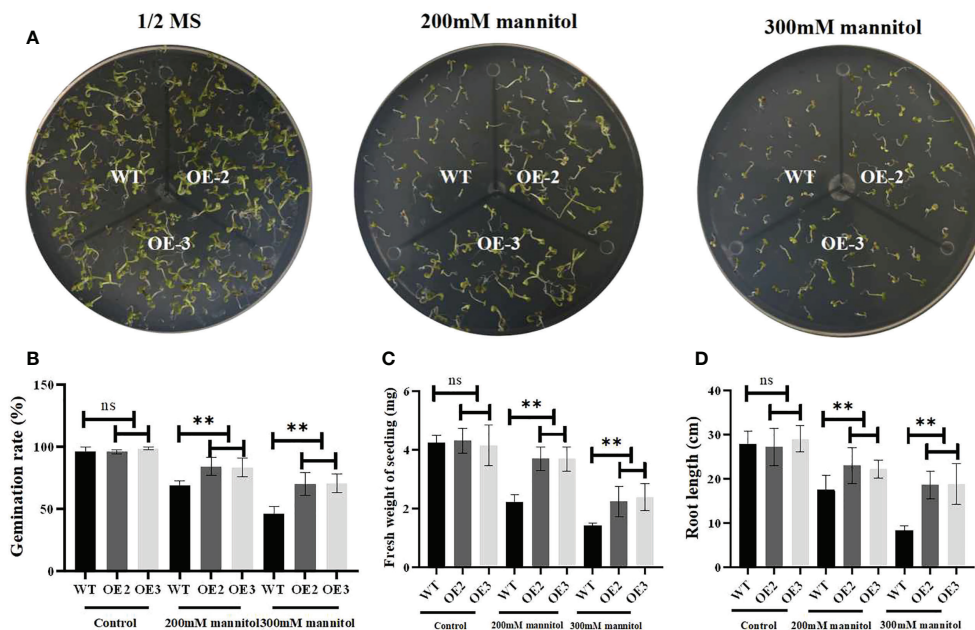 1/2 MS
200mM mannitol
300mM mannitol
A
WT
OE-2
OE-3
WT
OE-2
OE-3
WT
OE-2
OE-3
B
Gemination rate (%)
150
100
50
0
ns
**
**
WT OE2 OE3 WT OE2 OE3 WT OE2 OE3
Control
200mM mannitol
300mM mannitol
C
Fresh weight of seeding (mg)
6
4
2
0
ns
**
**
WT OE2 OE3 WT OE2 OE3 WT OE2 OE3
Control
200mM mannitol
300mM mannitol
D
Root length (cm)
40
30
20
10
0
ns
**
**
WT OE2 OE3 WT OE2 OE3 WT OE2 OE3
Control
200mM mannitol
300mM mannitol